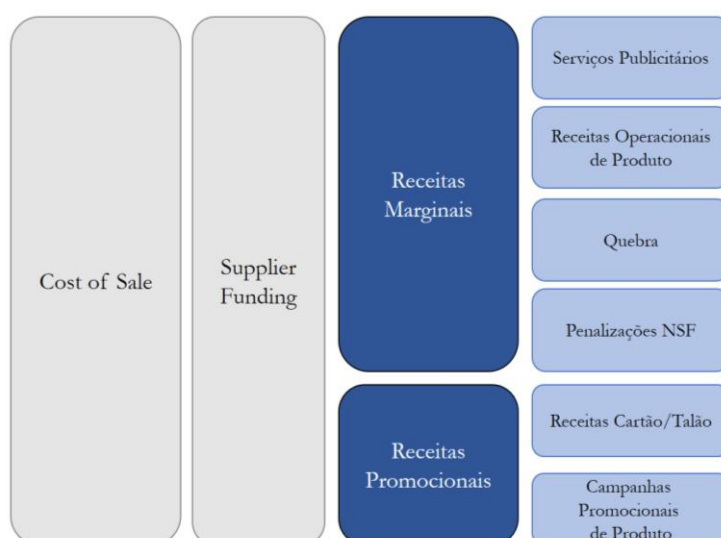 Cost of Sale
Supplier
Funding
Receitas
Marginais
Receitas
Promocionais
Serviços Publicitários
Receitas Operacionais
de Produto
Quebra
Penalizações NSF
Receitas Cartão/Talão
Campanhas
Promocionais
de Produto